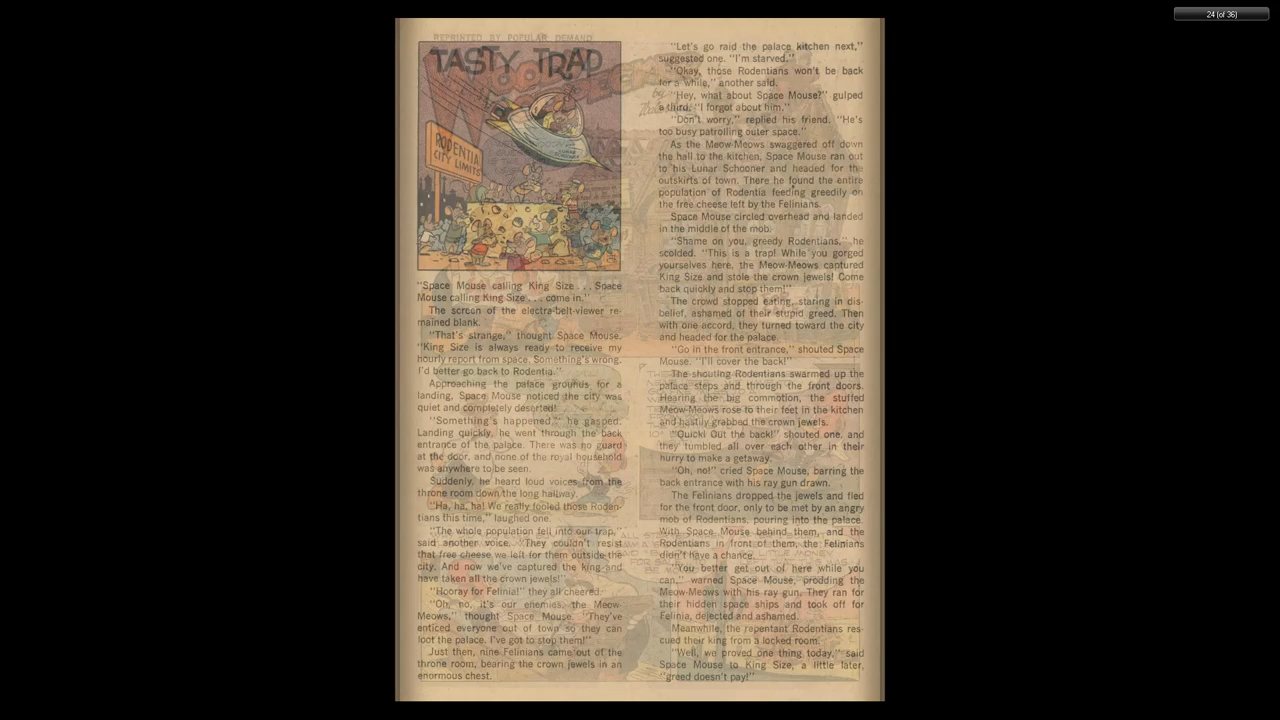 24 (of 36)
REPRINTED BY POPULAR DEMAND
TASTY TRAP
RODENTIA
CITY LIMITS
"Space Mouse calling King Size . . . Space
Mouse calling King Size . . . come in."
The screen of the electra-belt-viewer re-
mained blank.
"That's strange," thought Space Mouse.
"King Size is always ready to receive my
hourly report from space. Something's wrong.
I'd better go back to Rodentia."
Approaching the palace grounds for a
landing, Space Mouse noticed the city was
quiet and completely deserted!
"Something's happened," he gasped.
Landing quickly, he went through the back
entrance of the palace. There was no guard
at the door, and none of the royal household
was anywhere to be seen.
Suddenly, he heard loud voices from the
throne room down the long hallway.
"Ha, ha, ha! We really fooled those Roden-
tians this time," laughed one.
"The whole population fell into our trap,"
said another voice. "They couldn't resist
that free cheese we left for them outside the
city. And now we've captured the king and
have taken all the crown jewels!"
"Hooray for Felinia!" they all cheered.
"Oh, no, it's our enemies, the Meow-
Meows," thought Space Mouse. "They've
enticed everyone out of town so they can
loot the palace. I've got to stop them!"
Just then, nine Felinians came out of the
throne room, bearing the crown jewels in an
enormous chest.
"Let's go raid the palace kitchen next,"
suggested one. "I'm starved."
"Okay, those Rodentians won't be back
for a while," another said.
"Hey, what about Space Mouse?" gulped
a third. "I forgot about him."
"Don't worry," replied his friend. "He's
too busy patrolling outer space."
As the Meow-Meows swaggered off down
the hall to the kitchen, Space Mouse ran out
to his Lunar Schooner and headed for the
outskirts of town. There he found the entire
population of Rodentia feeding greedily on
the free cheese left by the Felinians.
Space Mouse circled overhead and landed
in the middle of the mob.
"Shame on you, greedy Rodentians," he
scolded. "This is a trap! While you gorged
yourselves here, the Meow-Meows captured
King Size and stole the crown jewels! Come
back quickly and stop them!"
The crowd stopped eating, staring in dis-
belief, ashamed of their stupid greed. Then
with one accord, they turned toward the city
and headed for the palace.
"Go in the front entrance," shouted Space
Mouse. "I'll cover the back!"
The shouting Rodentians swarmed up the
palace steps and through the front doors.
Hearing the big commotion, the stuffed
Meow-Meows rose to their feet in the kitchen
and hastily grabbed the crown jewels.
"Quick! Out the back!" shouted one, and
they tumbled all over each other in their
hurry to make a getaway.
"Oh, no!" cried Space Mouse, barring the
back entrance with his ray gun drawn.
The Felinians dropped the jewels and fled
for the front door, only to be met by an angry
mob of Rodentians, pouring into the palace.
With Space Mouse behind them, and the
Rodentians in front of them, the Felinians
didn't have a chance.
"You better get out of here while you
can," warned Space Mouse, prodding the
Meow-Meows with his ray gun. They ran for
their hidden space ships and took off for
Felinia, dejected and ashamed.
Meanwhile, the repentant Rodentians res-
cued their king from a locked room.
"Well, we proved one thing today," said
Space Mouse to King Size, a little later,
"greed doesn't pay!"